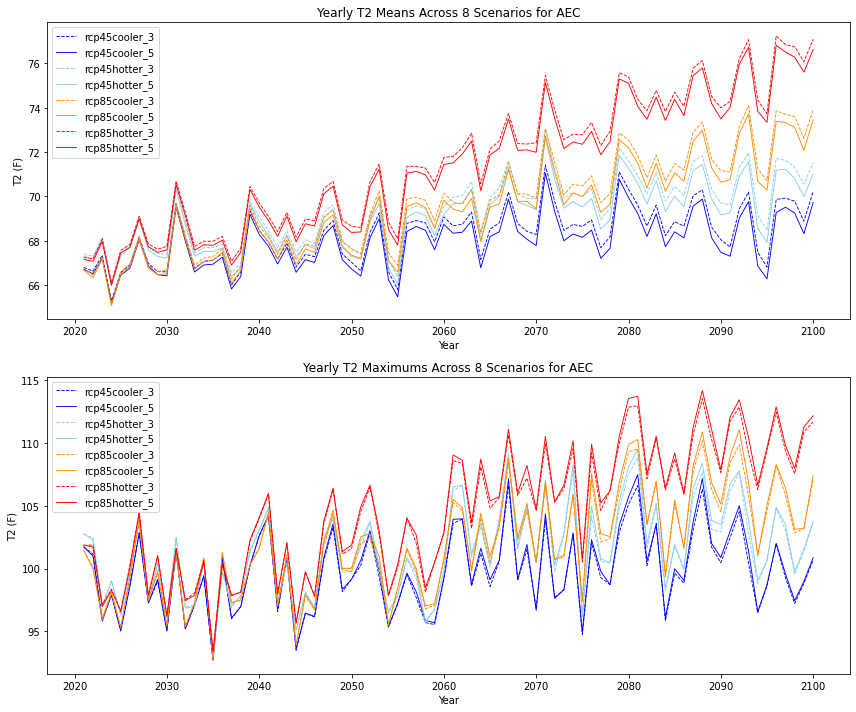 Yearly T2 Means Across 8 Scenarios for AEC
rcp45cooler_3
rcp45cooler_5
rcp45hotter_3
rcp45hotter_5
rcp85cooler_3
rcp85cooler_5
rcp85hotter_3
rcp85hotter_5
T2 (F)
76
74
72
70
68
66
2020 2030 2040 2050 2060 2070 2080 2090 2100
Year
Yearly T2 Maximums Across 8 Scenarios for AEC
rcp45cooler_3
rcp45cooler_5
rcp45hotter_3
rcp45hotter_5
rcp85cooler_3
rcp85cooler_5
rcp85hotter_3
rcp85hotter_5
T2 (F)
115
110
105
100
95
2020 2030 2040 2050 2060 2070 2080 2090 2100
Year